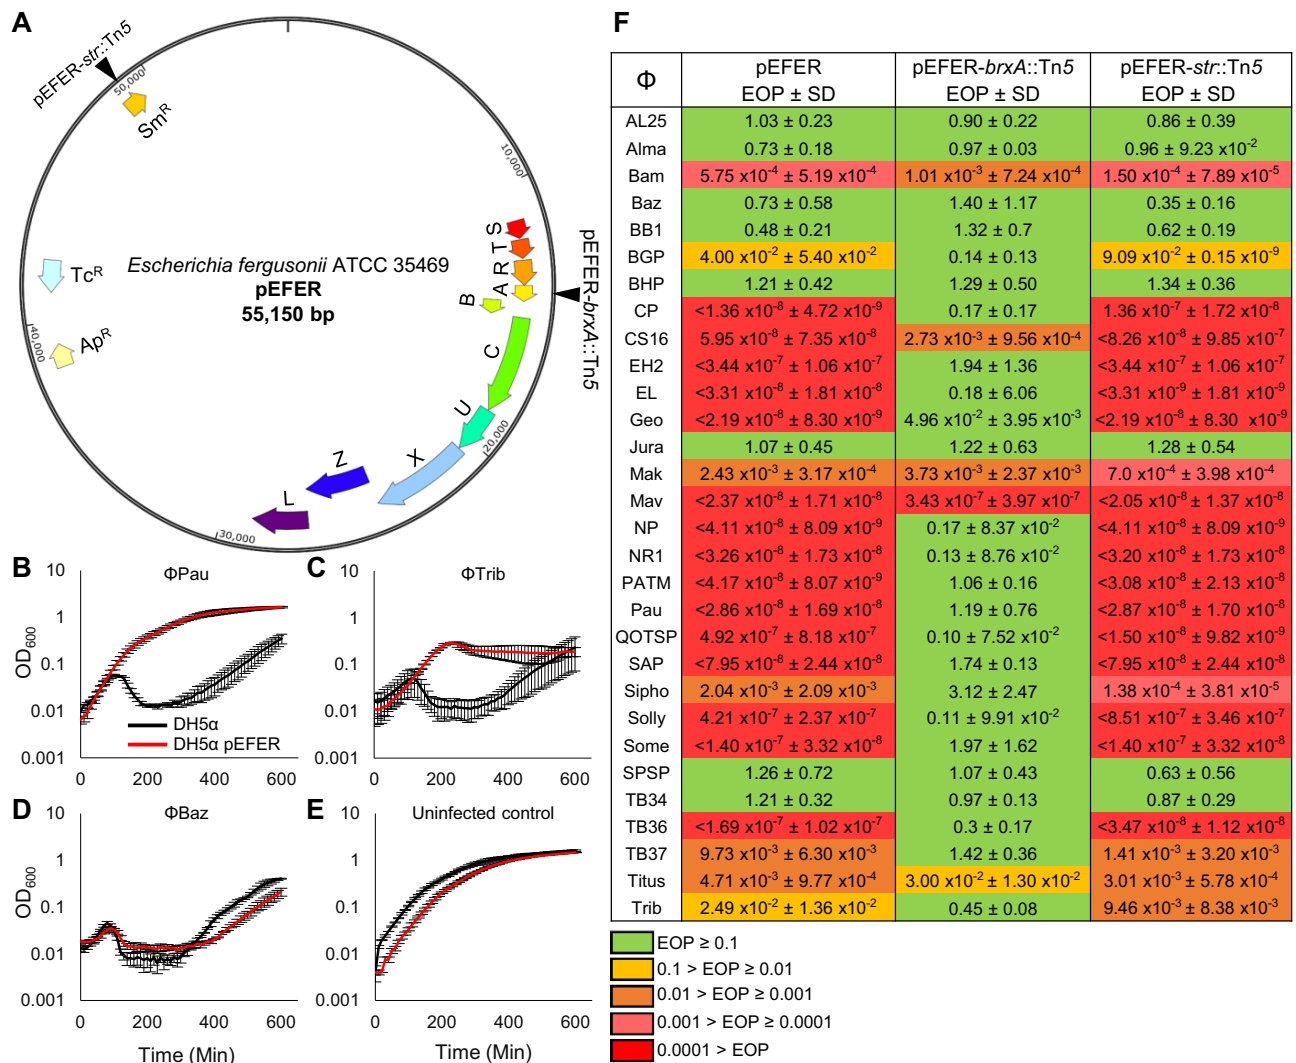 A
pEFER-str::Tn5
50,000
SmR
10,000
S
T
R
A
B
pEFER-brxA::Tn5
Escherichia fergusonii ATCC 35469
pEFER
55,150 bp
TcR
ApR
40,000
C
U
20,000
X
Z
L
30,000
B
ΦPau
10
1
0.1
0.01
0.001
OD600
DH5α
DH5α pEFER
0 200 400 600
C
ΦTrib
10
1
0.1
0.01
0.001
0 200 400 600
D
ΦBaz
10
1
0.1
0.01
0.001
OD600
0 200 400 600
Time (Min)
E
Uninfected control
10
1
0.1
0.01
0.001
0 200 400 600
Time (Min)
F
Φ pEFER EOP ± SD pEFER-brxA::Tn5 EOP ± SD pEFER-str::Tn5 EOP ± SD
AL25 1.03 ± 0.23 0.90 ± 0.22 0.86 ± 0.39
Alma 0.73 ± 0.18 0.97 ± 0.03 0.96 ± 9.23 x10-2
Bam 5.75 x10-4 ± 5.19 x10-4 1.01 x10-3 ± 7.24 x10-4 1.50 x10-4 ± 7.89 x10-5
Baz 0.73 ± 0.58 1.40 ± 1.17 0.35 ± 0.16
BB1 0.48 ± 0.21 1.32 ± 0.7 0.62 ± 0.19
BGP 4.00 x10-2 ± 5.40 x10-2 0.14 ± 0.13 9.09 x10-2 ± 0.15 x10-9
BHP 1.21 ± 0.42 1.29 ± 0.50 1.34 ± 0.36
CP <1.36 x10-8 ± 4.72 x10-9 0.17 ± 0.17 1.36 x10-7 ± 1.72 x10-8
CS16 5.95 x10-8 ± 7.35 x10-8 2.73 x10-3 ± 9.56 x10-4 <8.26 x10-8 ± 9.85 x10-7
EH2 <3.44 x10-7 ± 1.06 x10-7 1.94 ± 1.36 <3.44 x10-7 ± 1.06 x10-7
EL <3.31 x10-8 ± 1.81 x10-8 0.18 ± 6.06 <3.31 x10-9 ± 1.81 x10-9
Geo <2.19 x10-8 ± 8.30 x10-9 4.96 x10-2 ± 3.95 x10-3 <2.19 x10-8 ± 8.30 x10-9
Jura 1.07 ± 0.45 1.22 ± 0.63 1.28 ± 0.54
Mak 2.43 x10-3 ± 3.17 x10-4 3.73 x10-3 ± 2.37 x10-3 7.0 x10-4 ± 3.98 x10-4
Mav <2.37 x10-8 ± 1.71 x10-8 3.43 x10-7 ± 3.97 x10-7 <2.05 x10-8 ± 1.37 x10-8
NP <4.11 x10-8 ± 8.09 x10-9 0.17 ± 8.37 x10-2 <4.11 x10-8 ± 8.09 x10-9
NR1 <3.26 x10-8 ± 1.73 x10-8 0.13 ± 8.76 x10-2 <3.20 x10-8 ± 1.73 x10-8
PATM <4.17 x10-8 ± 8.07 x10-9 1.06 ± 0.16 <3.08 x10-8 ± 2.13 x10-8
Pau <2.86 x10-8 ± 1.69 x10-8 1.19 ± 0.76 <2.87 x10-8 ± 1.70 x10-8
QOTSP 4.92 x10-7 ± 8.18 x10-7 0.10 ± 7.52 x10-2 <1.50 x10-8 ± 9.82 x10-9
SAP <7.95 x10-8 ± 2.44 x10-8 1.74 ± 0.13 <7.95 x10-8 ± 2.44 x10-8
Sipho 2.04 x10-3 ± 2.09 x10-3 3.12 ± 2.47 1.38 x10-4 ± 3.81 x10-5
Solly 4.21 x10-7 ± 2.37 x10-7 0.11 ± 9.91 x10-2 <8.51 x10-7 ± 3.46 x10-7
Some <1.40 x10-7 ± 3.32 x10-8 1.97 ± 1.62 <1.40 x10-7 ± 3.32 x10-8
SPSP 1.26 ± 0.72 1.07 ± 0.43 0.63 ± 0.56
TB34 1.21 ± 0.32 0.97 ± 0.13 0.87 ± 0.29
TB36 <1.69 x10-7 ± 1.02 x10-7 0.3 ± 0.17 <3.47 x10-8 ± 1.12 x10-8
TB37 9.73 x10-3 ± 6.30 x10-3 1.42 ± 0.36 1.41 x10-3 ± 3.20 x10-3
Titus 4.71 x10-3 ± 9.77 x10-4 3.00 x10-2 ± 1.30 x10-2 3.01 x10-3 ± 5.78 x10-4
Trib 2.49 x10-2 ± 1.36 x10-2 0.45 ± 0.08 9.46 x10-3 ± 8.38 x10-3
EOP ≥ 0.1
0.1 > EOP ≥ 0.01
0.01 > EOP ≥ 0.001
0.001 > EOP ≥ 0.0001
0.0001 > EOP